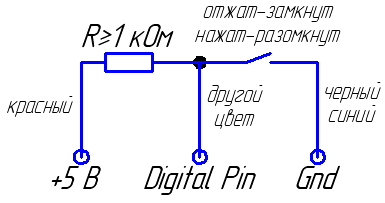 отжат-замкнут
нажат-разомкнут
R≥1 кОм
красный
другой
цвет
черный
синий
+5 В
Digital Pin
Gnd